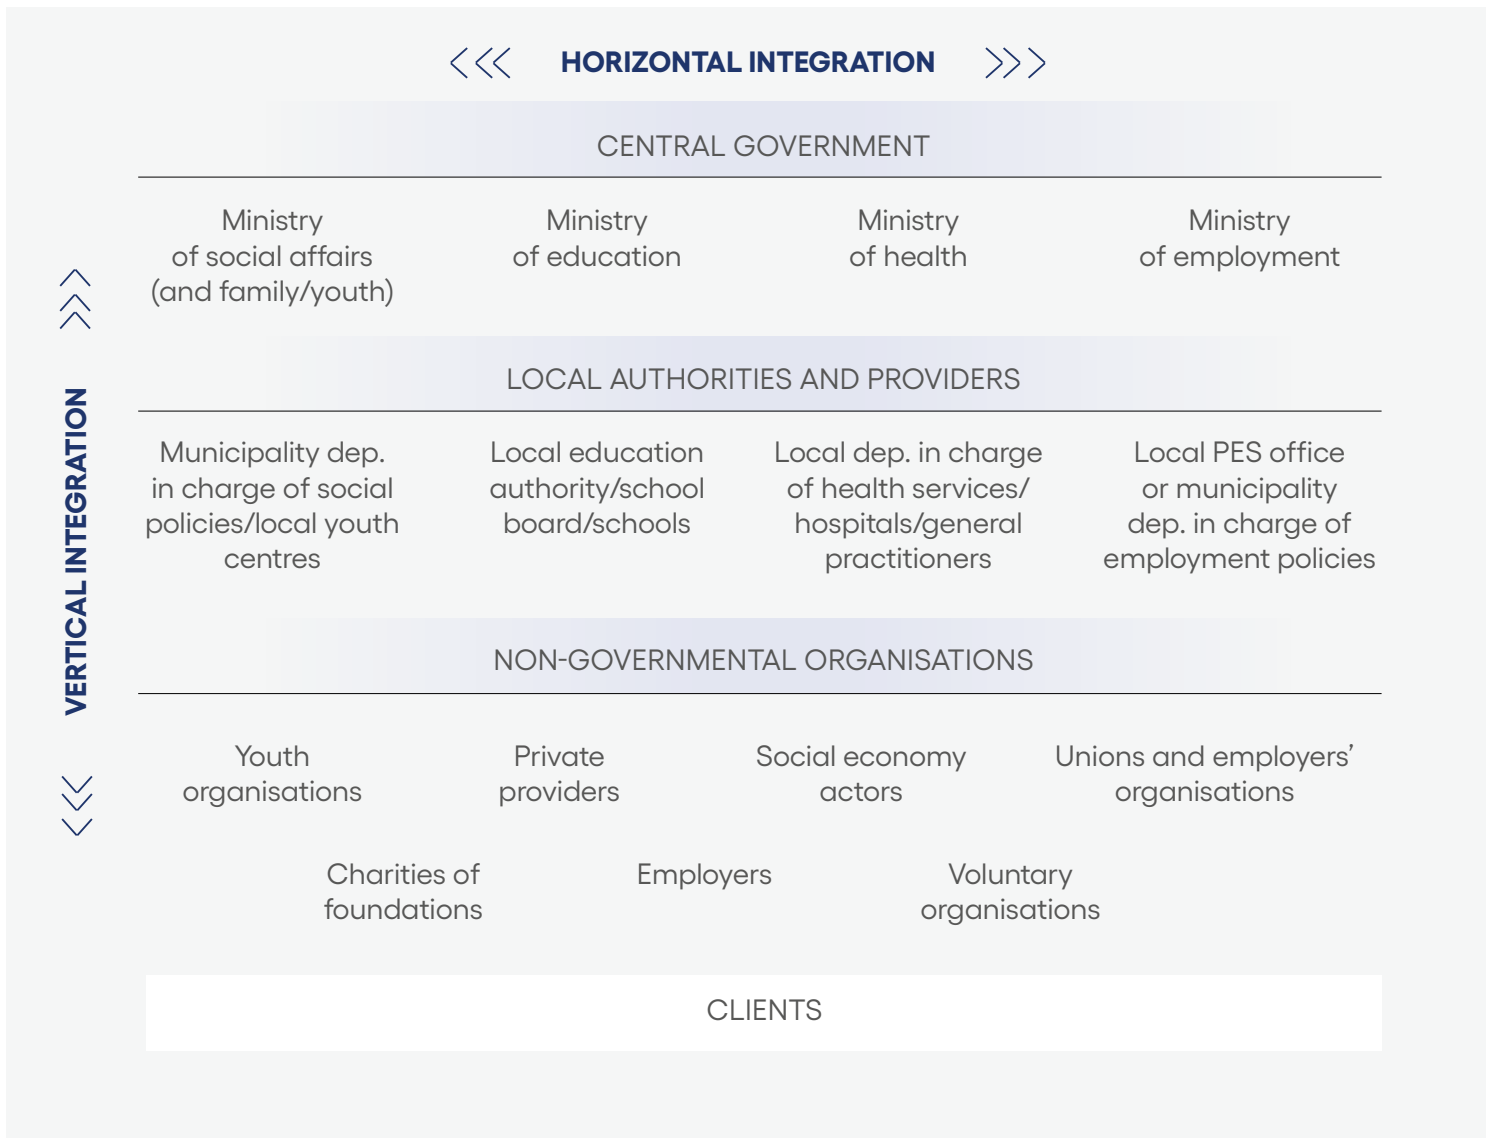 HORIZONTAL INTEGRATION
CENTRAL GOVERNMENT
Ministry
of social affairs
(and family/youth)
Ministry
of education
Ministry
of health
Ministry
of employment
VERTICAL INTEGRATION
LOCAL AUTHORITIES AND PROVIDERS
Municipality dep.
in charge of social
policies/local youth
centres
Local education
authority/school
board/schools
Local dep. in charge
of health services/
hospitals/general
practitioners
Local PES office
or municipality
dep. in charge of
employment policies
NON-GOVERNMENTAL ORGANISATIONS
Youth
organisations
Private
providers
Social economy
actors
Unions and employers’
organisations
Charities of
foundations
Employers
Voluntary
organisations
CLIENTS